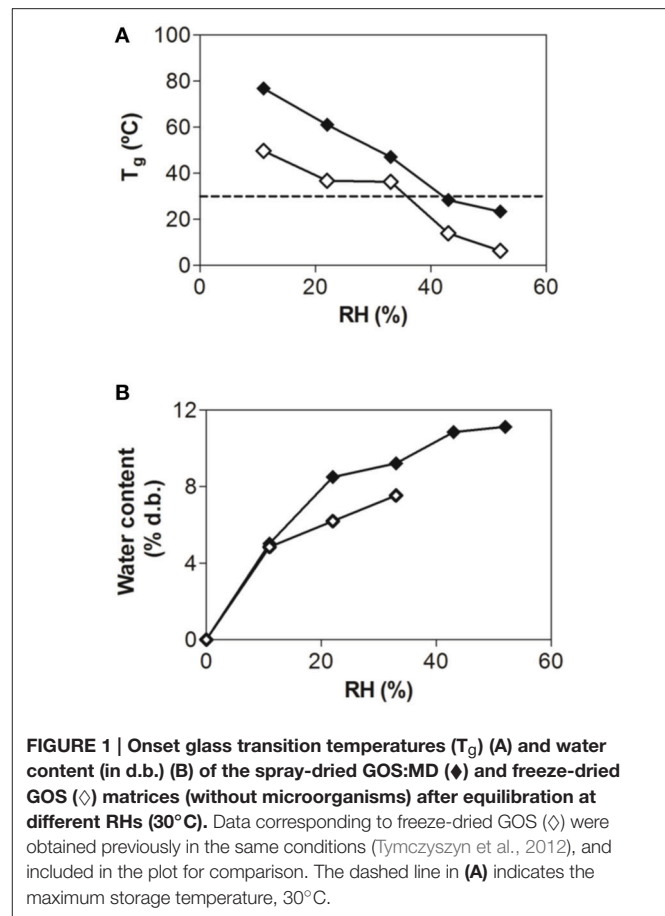 A
100
80
60
40
20
0
Tg (ºC)
0 20 40 60
RH (%)
B
12
8
4
0
Water content
(% d.b.)
0 20 40 60
RH (%)
FIGURE 1 | Onset glass transition temperatures (Tg) (A) and water
content (in d.b.) (B) of the spray-dried GOS:MD (♦) and freeze-dried
GOS (♢) matrices (without microorganisms) after equilibration at
different RHs (30°C). Data corresponding to freeze-dried GOS (♢) were
obtained previously in the same conditions (Tymczyszyn et al., 2012), and
included in the plot for comparison. The dashed line in (A) indicates the
maximum storage temperature, 30°C.